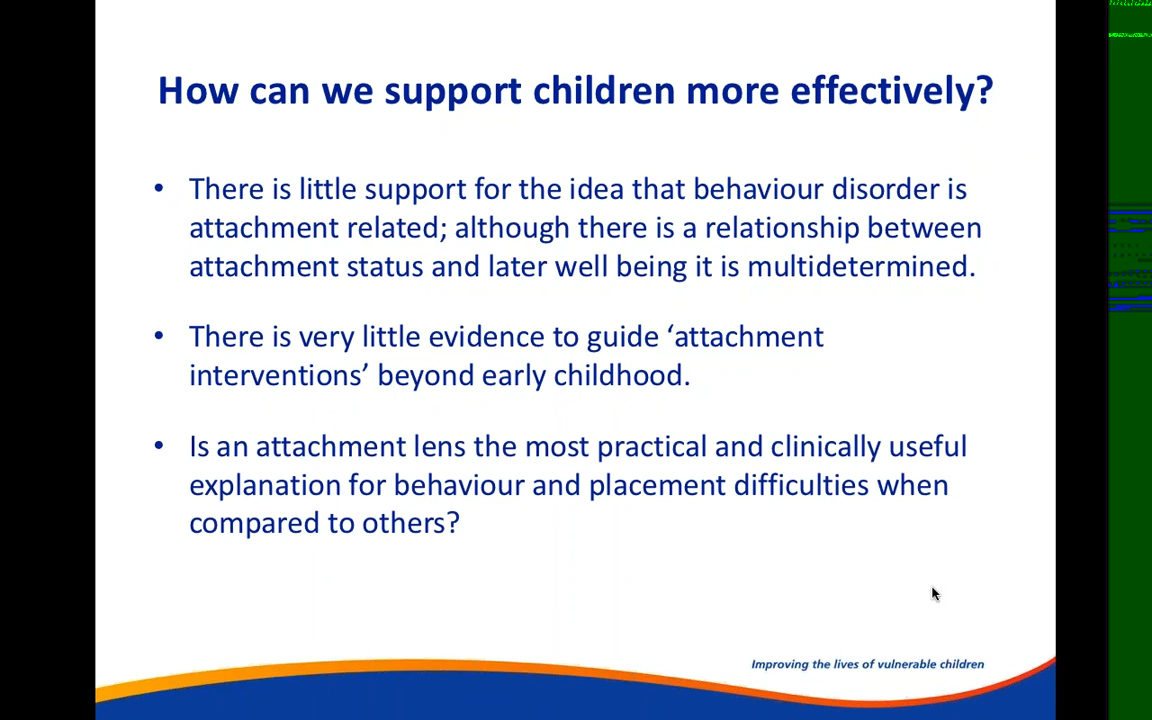 How can we support children more effectively?
• There is little support for the idea that behaviour disorder is
attachment related; although there is a relationship between
attachment status and later well being it is multidetermined.
• There is very little evidence to guide ‘attachment
interventions’ beyond early childhood.
• Is an attachment lens the most practical and clinically useful
explanation for behaviour and placement difficulties when
compared to others?
Improving the lives of vulnerable children